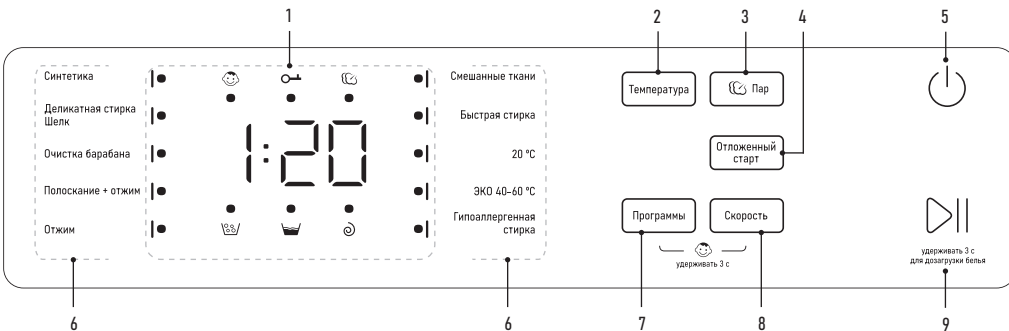 1
2
3
4
5
Синтетика
Деликатная стирка
Шелк
Очистка барабана
Полоскание + отжим
Отжим
1:20
Смешанные ткани
Быстрая стирка
20 °C
ЭКО 40–60 °C
Гипоаллергенная
стирка
Температура
Пар
Отложенный
старт
Программы
Скорость
удерживать 3 с
удерживать 3 с
для дозагрузки белья
6
6
7
8
9